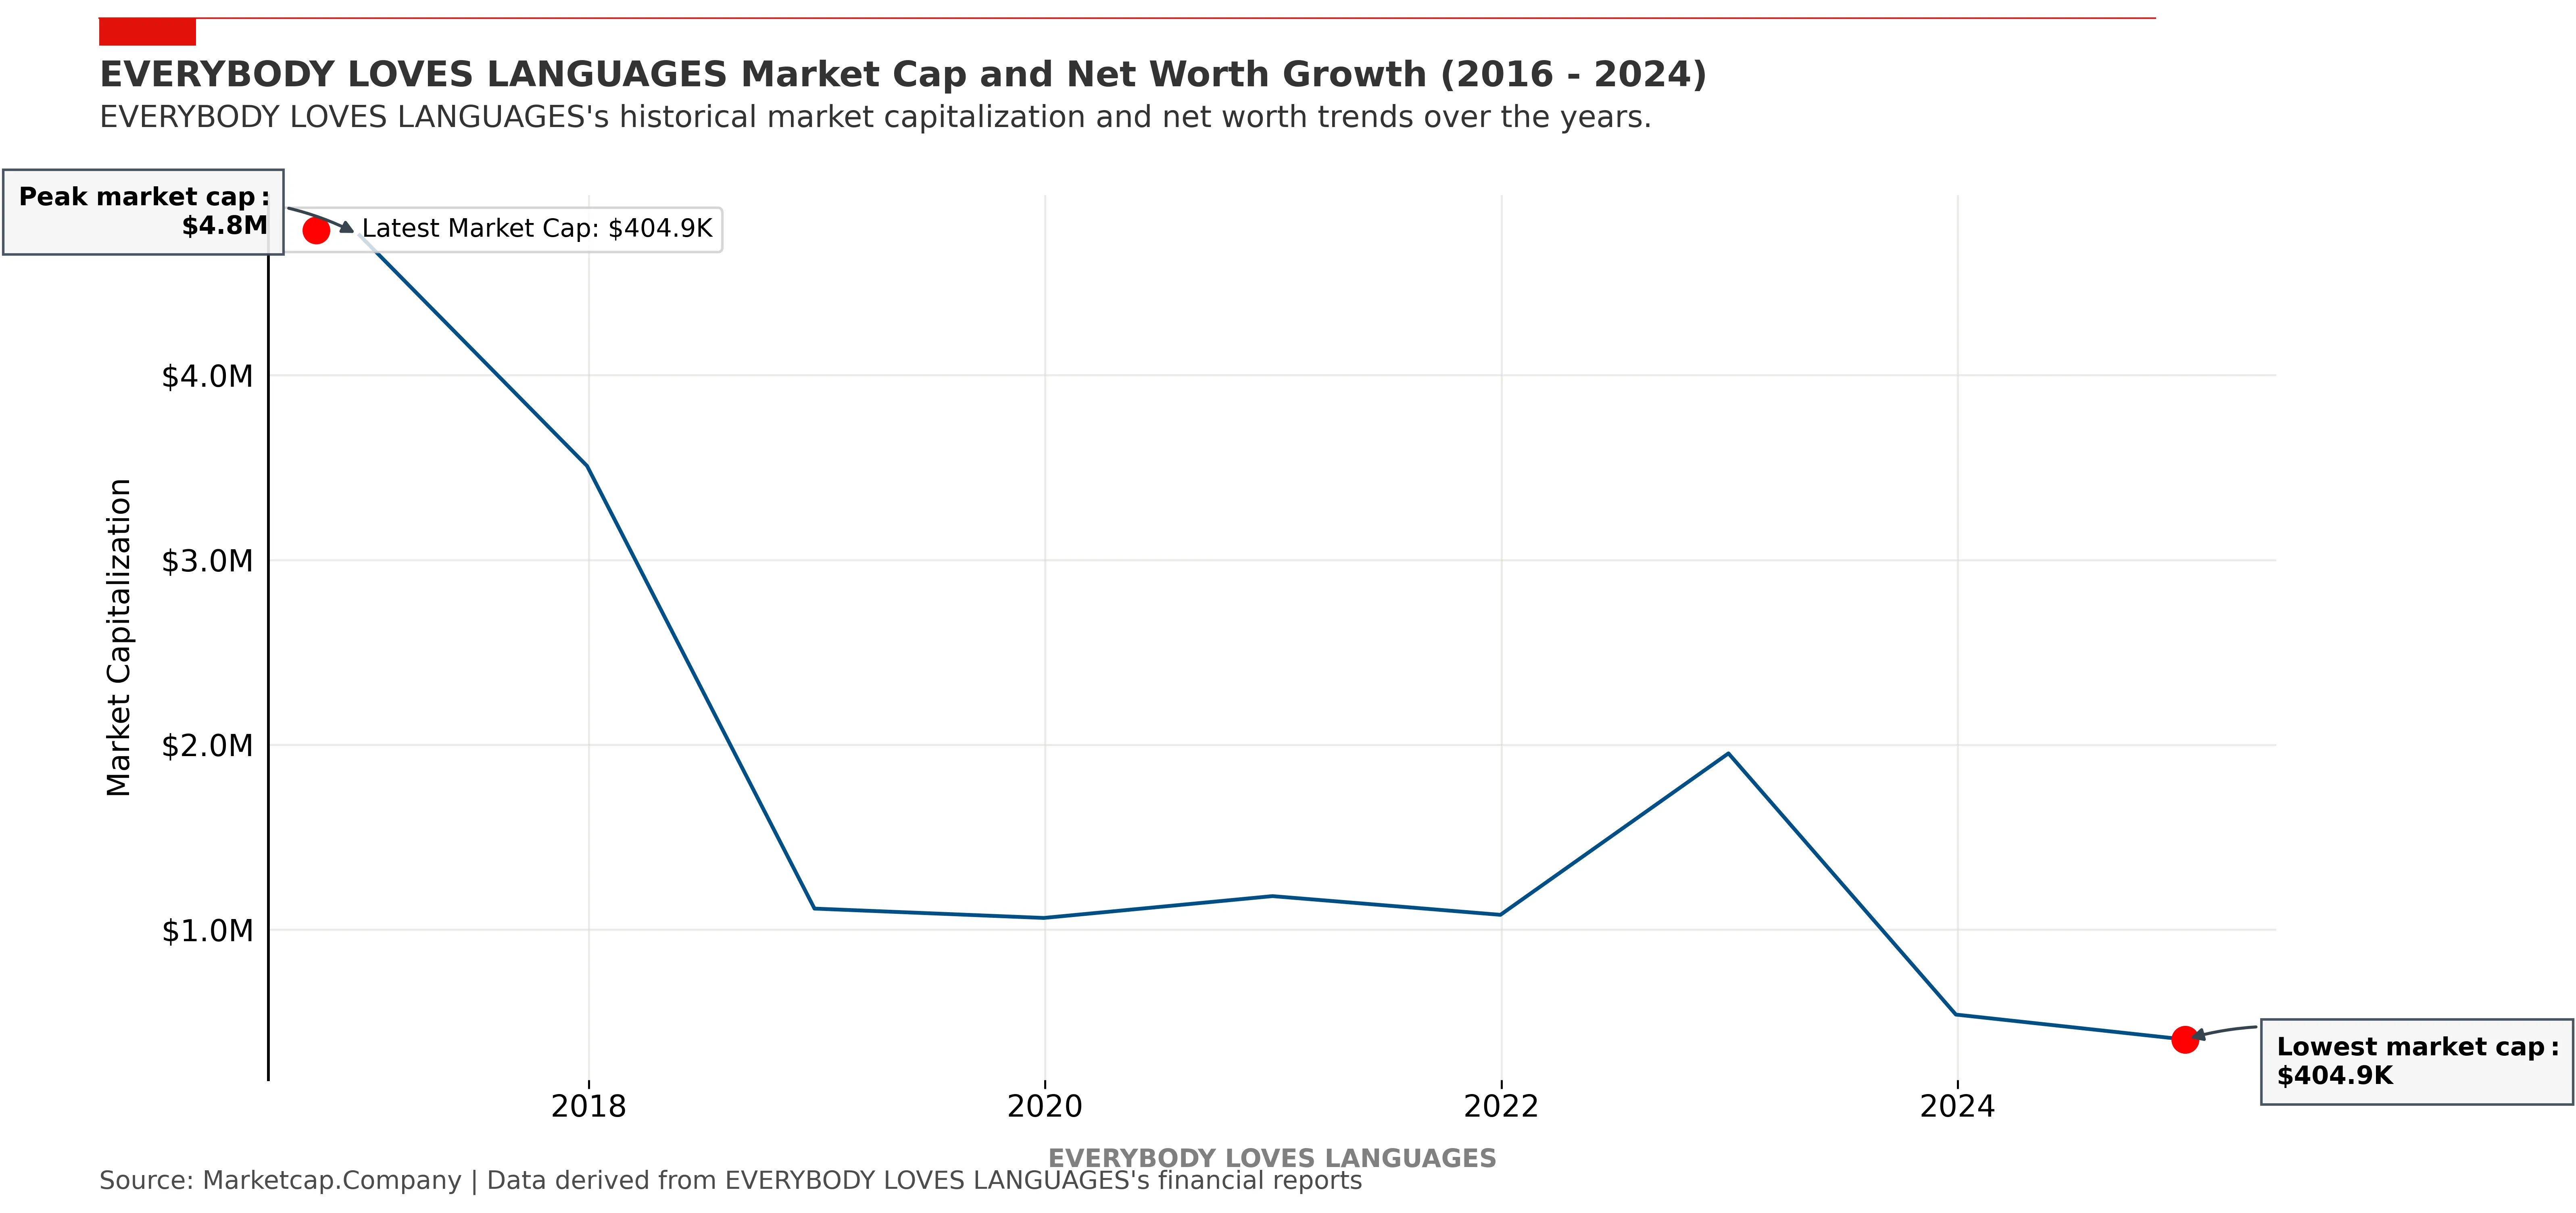 EVERYBODY LOVES LANGUAGES Market Cap and Net Worth Growth (2016 - 2024)
EVERYBODY LOVES LANGUAGES's historical market capitalization and net worth trends over the years.
Peak market cap:
$4.8M
Latest Market Cap: $404.9K
$4.0M
$3.0M
$2.0M
$1.0M
Market Capitalization
Lowest market cap:
$404.9K
2018
2020
2022
2024
EVERYBODY LOVES LANGUAGES
Source: Marketcap.Company | Data derived from EVERYBODY LOVES LANGUAGES's financial reports